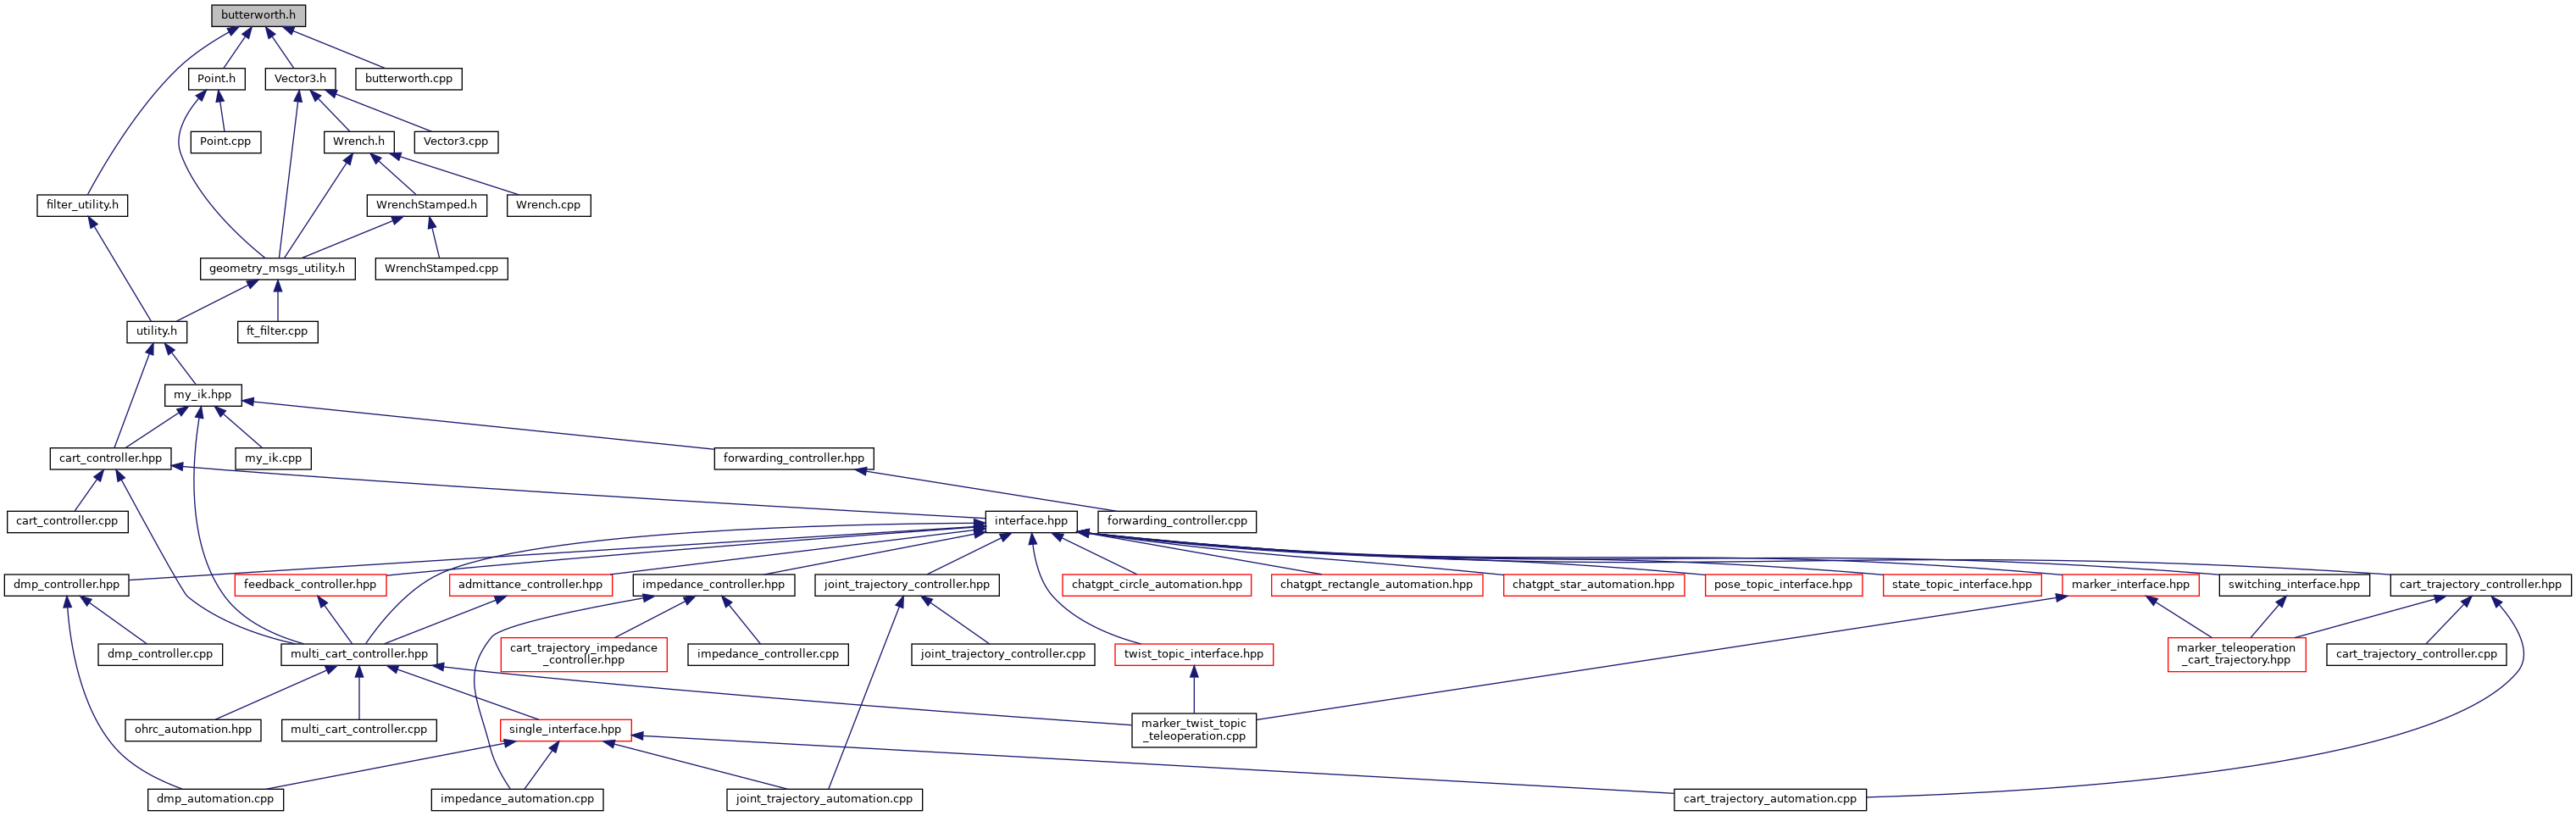 butterworth.h
Point.h
Vector3.h
butterworth.cpp
Point.cpp
Wrench.h
Vector3.cpp
filter_utility.h
WrenchStamped.h
Wrench.cpp
geometry_msgs_utility.h
WrenchStamped.cpp
utility.h
ft_filter.cpp
my_ik.hpp
cart_controller.hpp
my_ik.cpp
forwarding_controller.hpp
cart_controller.cpp
interface.hpp
forwarding_controller.cpp
dmp_controller.hpp
feedback_controller.hpp
admittance_controller.hpp
impedance_controller.hpp
joint_trajectory_controller.hpp
chatgpt_circle_automation.hpp
chatgpt_rectangle_automation.hpp
chatgpt_star_automation.hpp
pose_topic_interface.hpp
state_topic_interface.hpp
marker_interface.hpp
switching_interface.hpp
cart_trajectory_controller.hpp
dmp_controller.cpp
multi_cart_controller.hpp
cart_trajectory_impedance
_controller.hpp
impedance_controller.cpp
joint_trajectory_controller.cpp
twist_topic_interface.hpp
marker_teleoperation
_cart_trajectory.hpp
cart_trajectory_controller.cpp
ohrc_automation.hpp
multi_cart_controller.cpp
single_interface.hpp
marker_twist_topic
_teleoperation.cpp
dmp_automation.cpp
impedance_automation.cpp
joint_trajectory_automation.cpp
cart_trajectory_automation.cpp